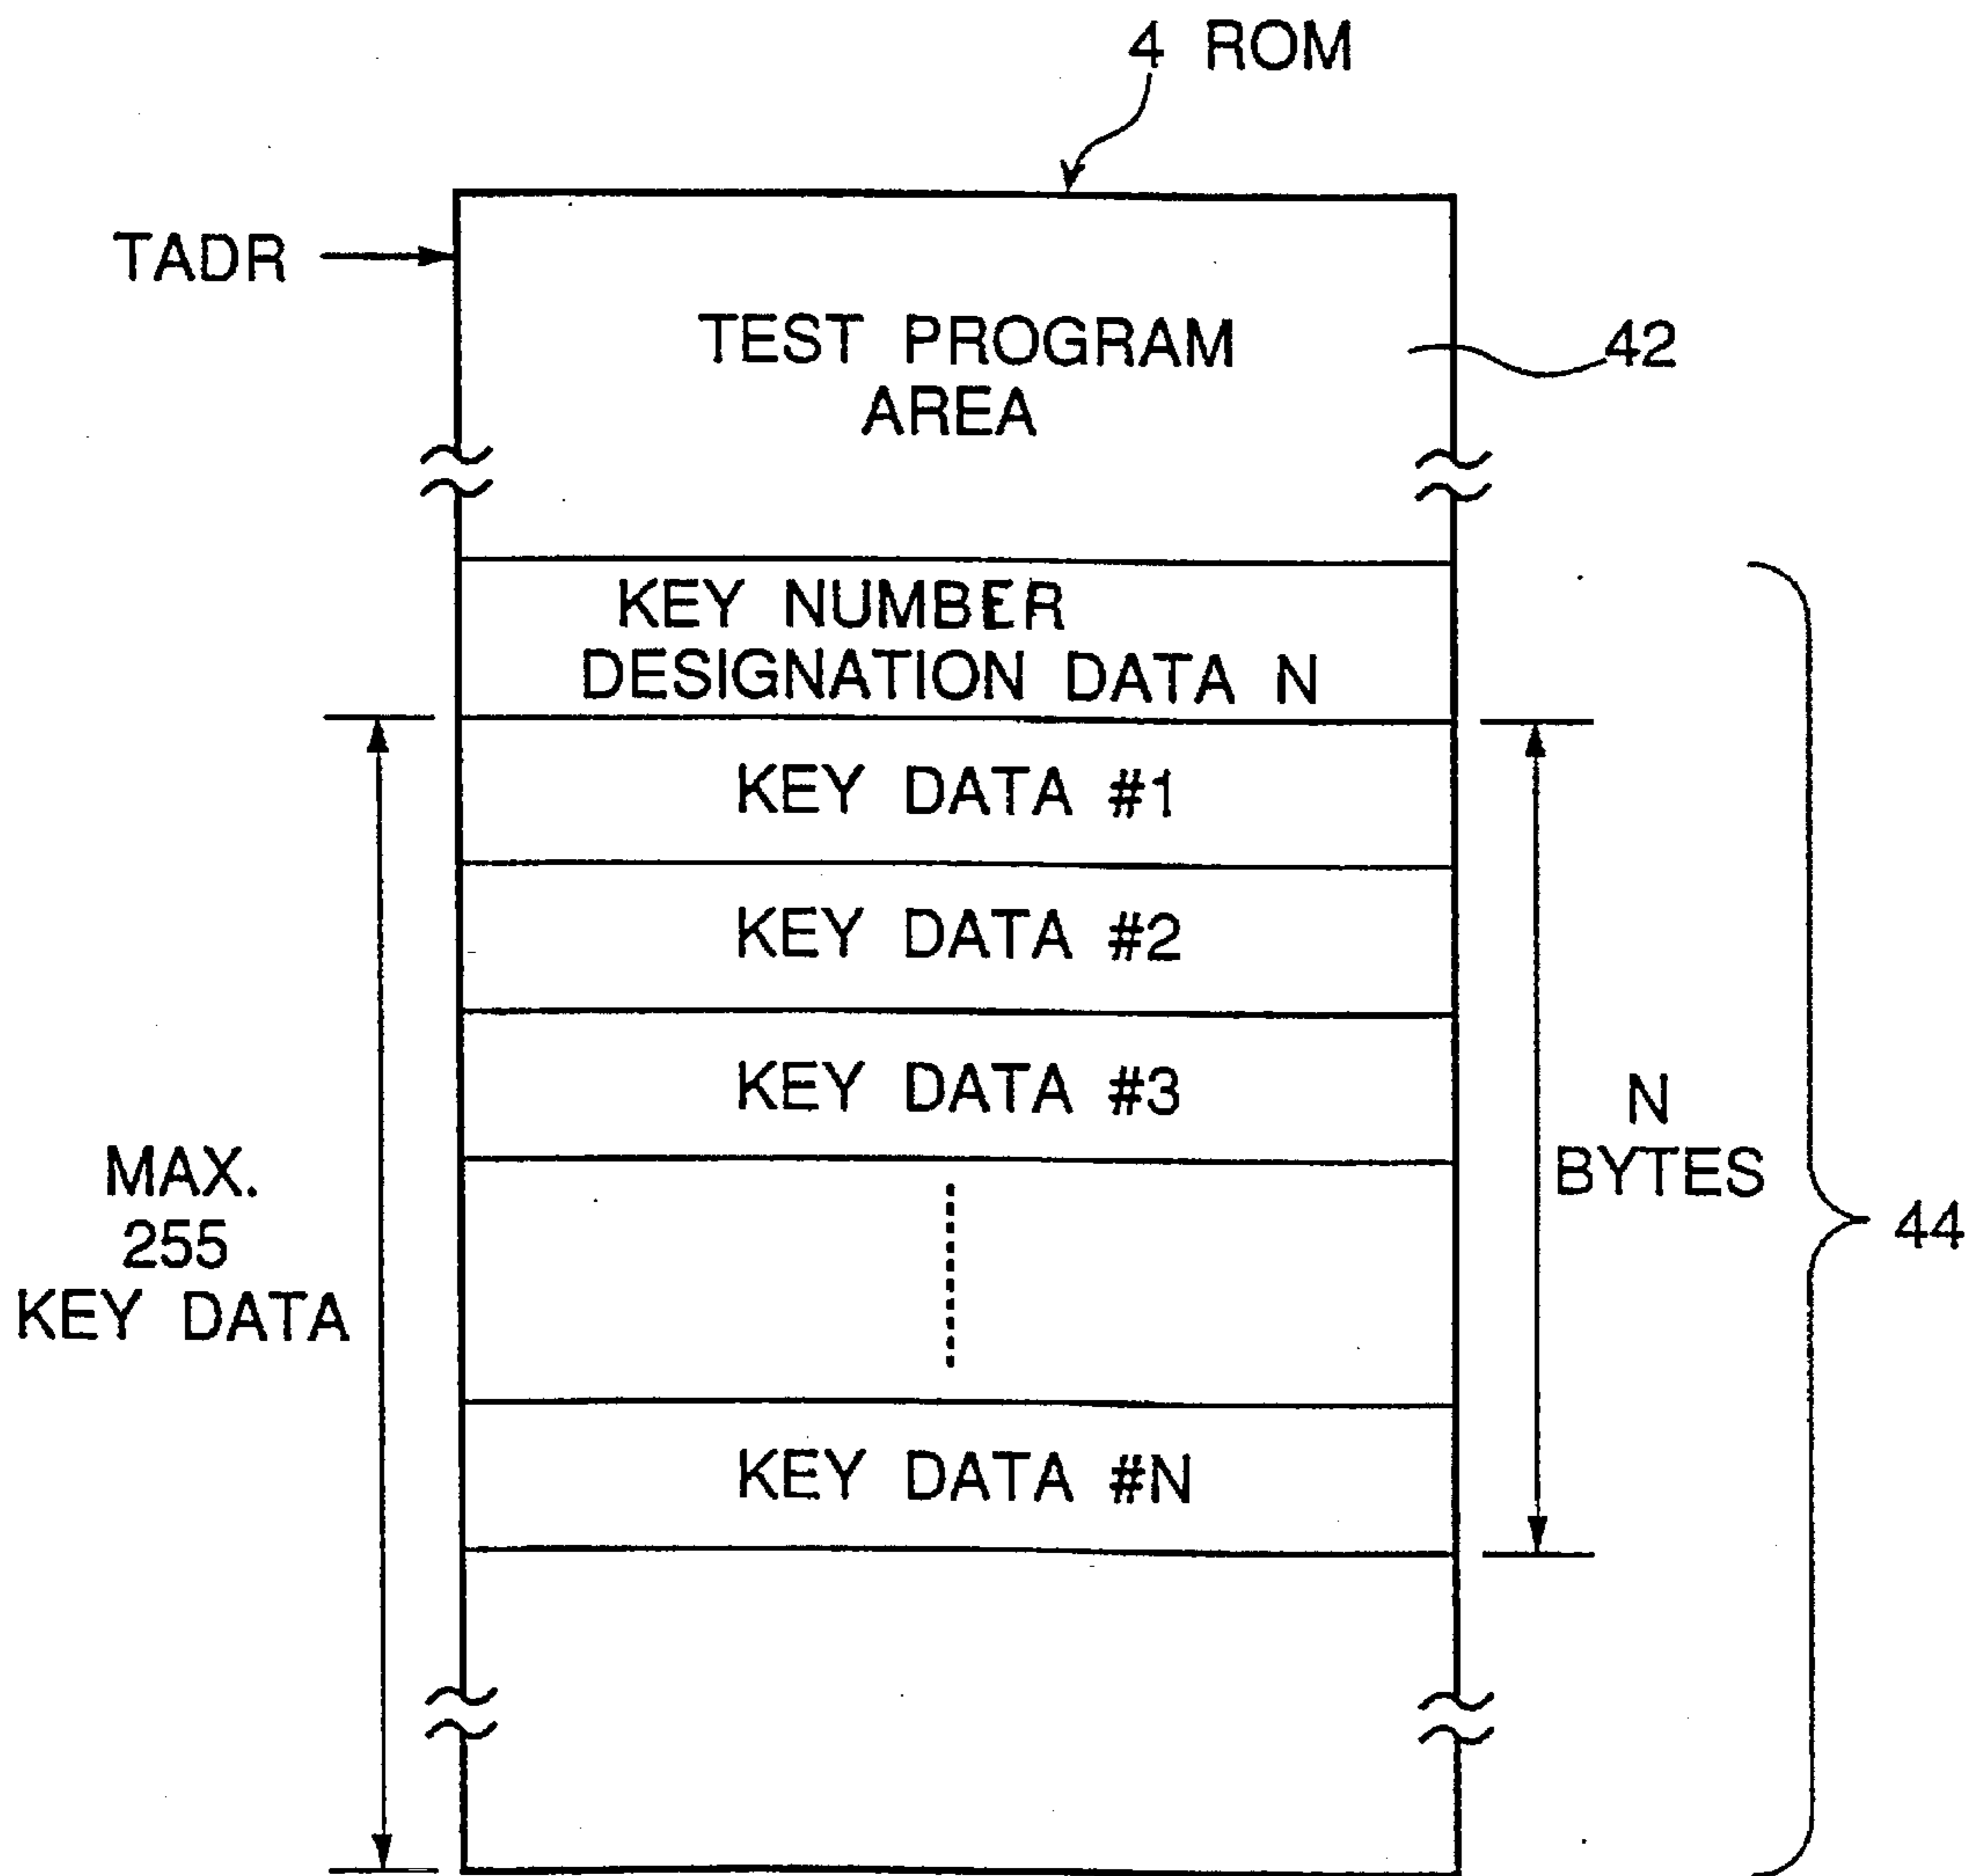 4 ROM
TADR
TEST PROGRAM
AREA
42
KEY NUMBER
DESIGNATION DATA N
KEY DATA #1
KEY DATA #2
KEY DATA #3
N
BYTES
MAX.
255
KEY DATA
44
KEY DATA #N